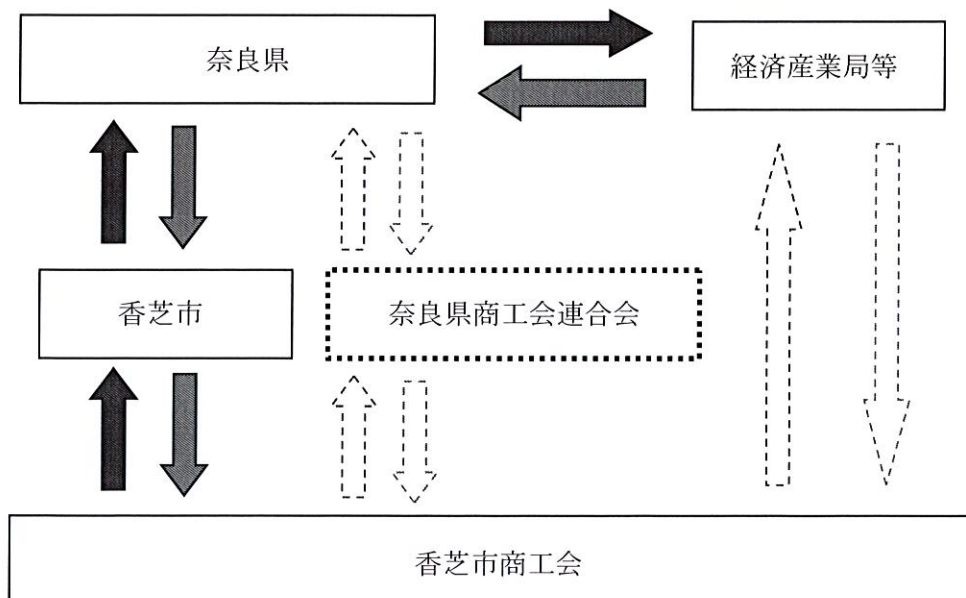 奈良県
経済産業局等
香芝市
奈良県商工会連合会
香芝市商工会